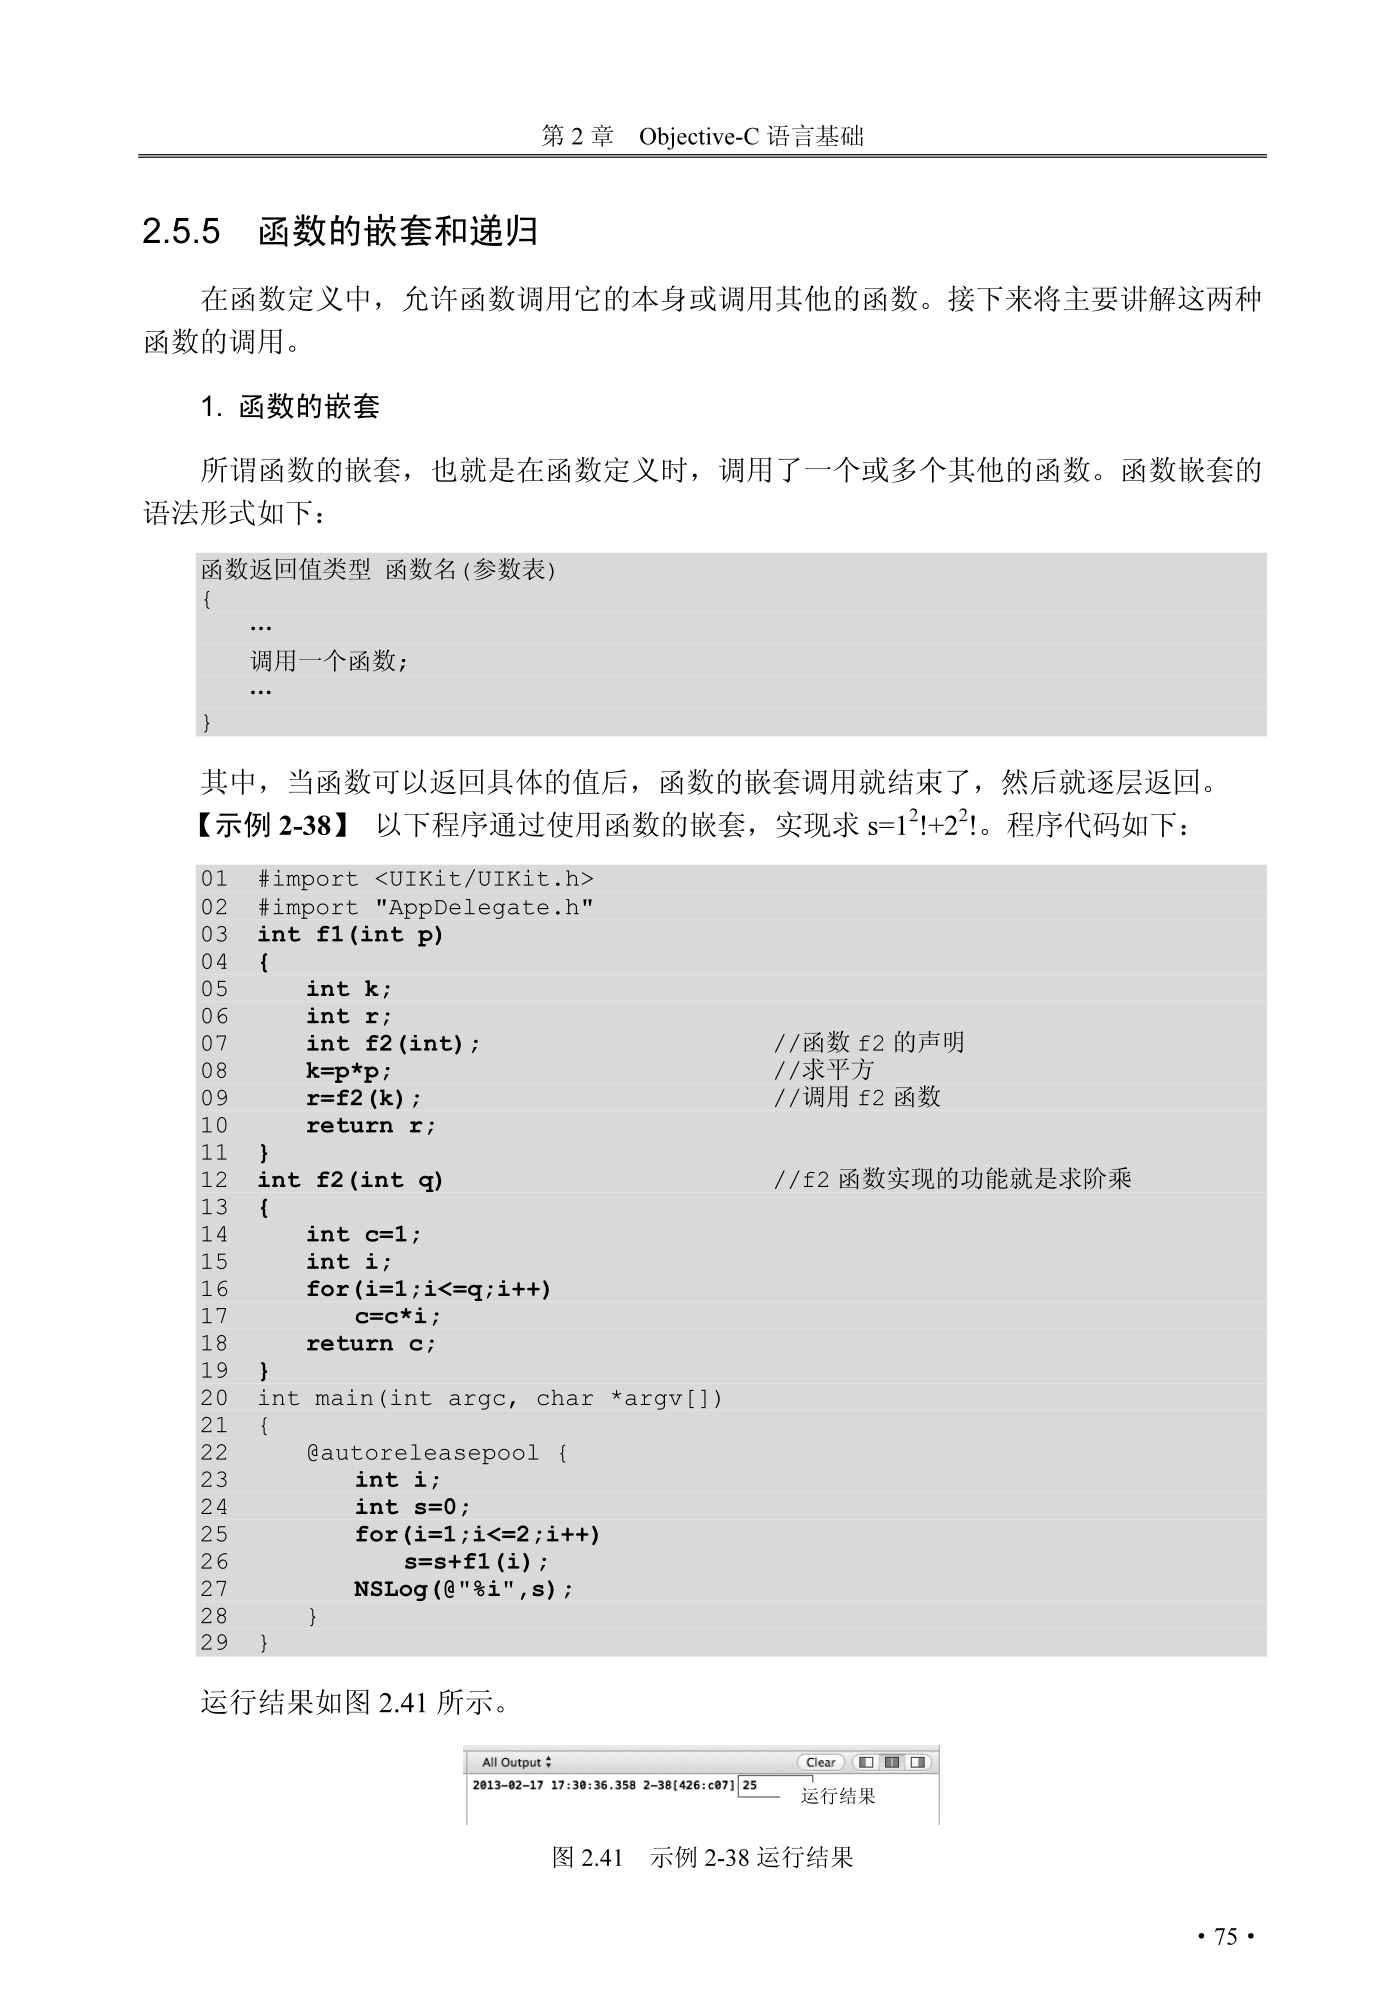 第 2 章　Objective-C 语言基础
2.5.5　函数的嵌套和递归
在函数定义中，允许函数调用它的本身或调用其他的函数。接下来将主要讲解这两种
函数的调用。
1. 函数的嵌套
所谓函数的嵌套，也就是在函数定义时，调用了一个或多个其他的函数。函数嵌套的
语法形式如下：
函数返回值类型 函数名(参数表)
{
…
调用一个函数;
…
}
其中，当函数可以返回具体的值后，函数的嵌套调用就结束了，然后就逐层返回。
【示例 2-38】 以下程序通过使用函数的嵌套，实现求 s=1²!+2²!。程序代码如下：
01 #import <UIKit/UIKit.h>
02 #import "AppDelegate.h"
03 int f1(int p)
04 {
05 int k;
06 int r;
07 int f2(int); //函数 f2 的声明
08 k=p*p; //求平方
09 r=f2(k); //调用 f2 函数
10 return r;
11 }
12 int f2(int q) //f2 函数实现的功能就是求阶乘
13 {
14 int c=1;
15 int i;
16 for(i=1;i<=q;i++)
17 c=c*i;
18 return c;
19 }
20 int main(int argc, char *argv[])
21 {
22 @autoreleasepool {
23 int i;
24 int s=0;
25 for(i=1;i<=2;i++)
26 s=s+f1(i);
27 NSLog(@"%i",s);
28 }
29 }
运行结果如图 2.41 所示。
All Output Clear
2013-02-17 17:30:36.358 2-38[426:c07] 25
运行结果
图 2.41　示例 2-38 运行结果
• 75 •